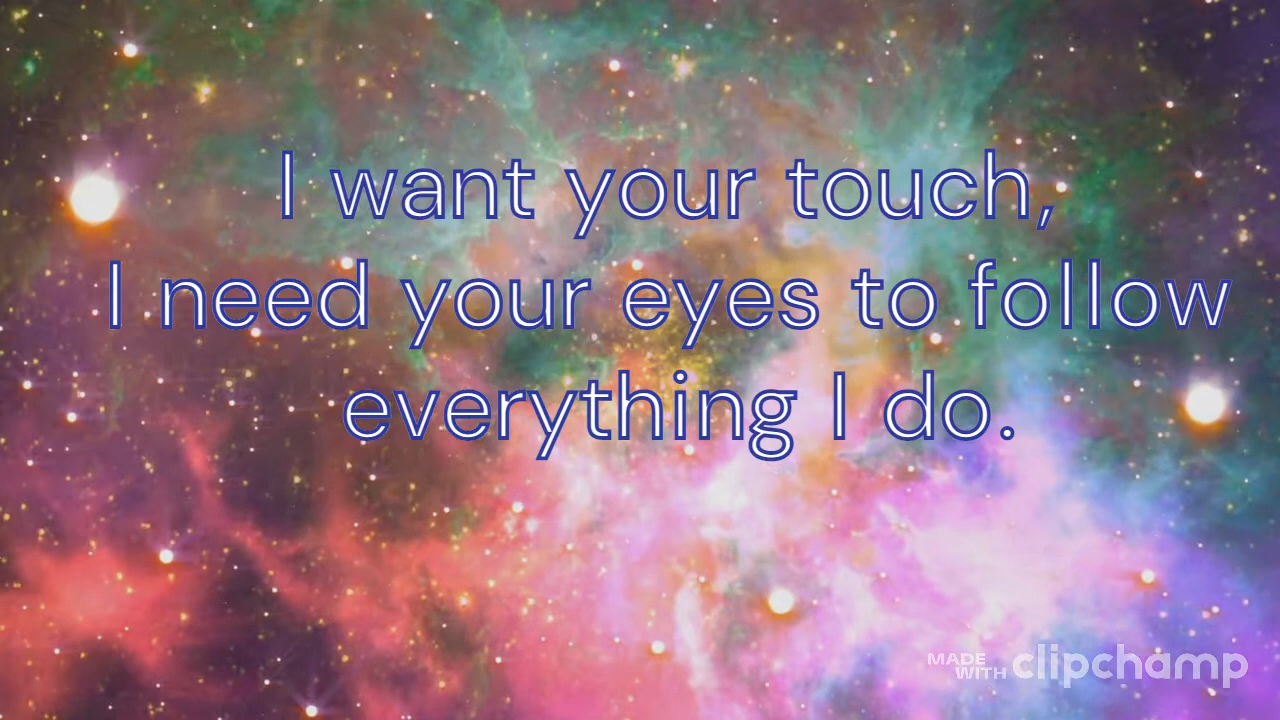 I want your touch,
I need your eyes to follow
everything I do.
MADE
WITH clipchamp